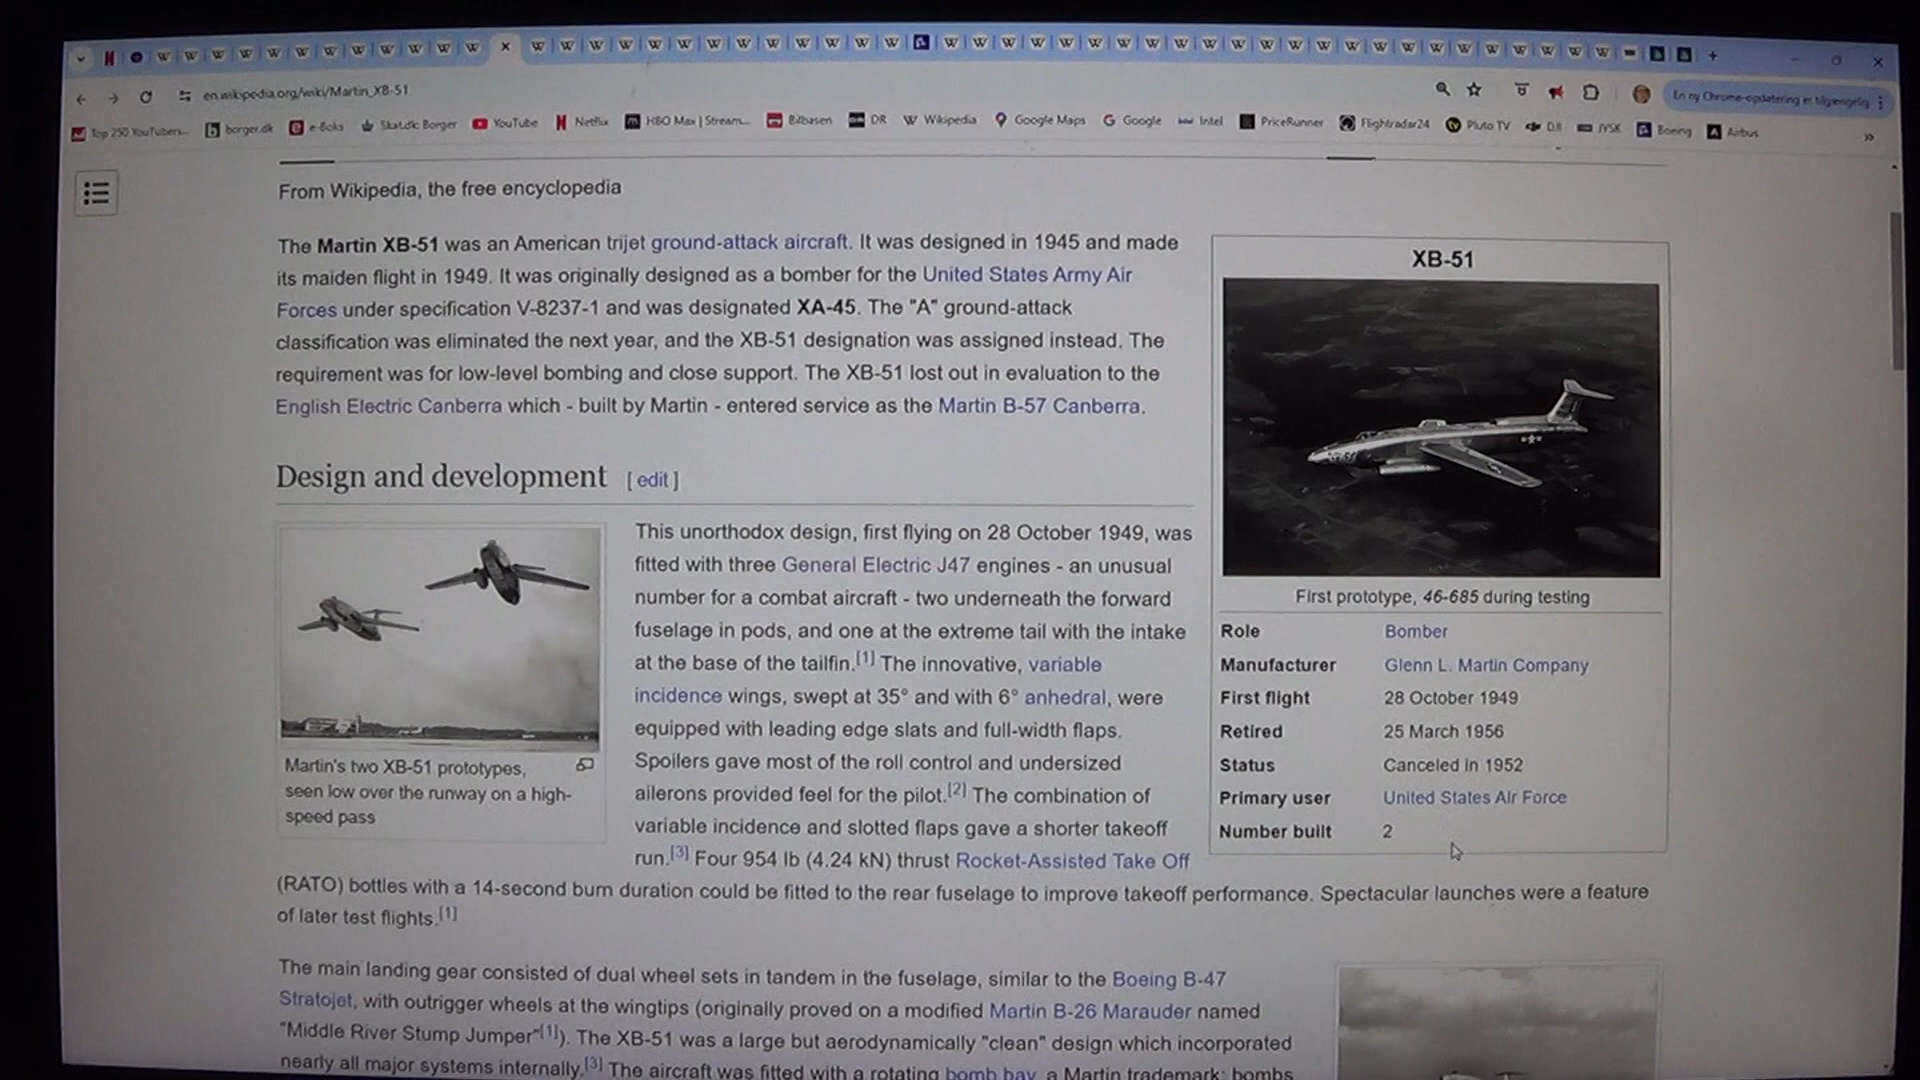 en.wikipedia.org/wiki/Martin_XB-51
En ny Chrome-opdatering er tilgængelig
Top 250 YouTubers... borger.dk e-Boks Skat.dk: Borger YouTube Netflix HBO Max | Stream... Bilbasen DR Wikipedia Google Maps Google Intel PriceRunner Flightradar24 Pluto TV DJI JYSK Boeing Airbus
From Wikipedia, the free encyclopedia
The Martin XB-51 was an American trijet ground-attack aircraft. It was designed in 1945 and made
its maiden flight in 1949. It was originally designed as a bomber for the United States Army Air
Forces under specification V-8237-1 and was designated XA-45. The "A" ground-attack
classification was eliminated the next year, and the XB-51 designation was assigned instead. The
requirement was for low-level bombing and close support. The XB-51 lost out in evaluation to the
English Electric Canberra which - built by Martin - entered service as the Martin B-57 Canberra.
Design and development [ edit ]
This unorthodox design, first flying on 28 October 1949, was
fitted with three General Electric J47 engines - an unusual
number for a combat aircraft - two underneath the forward
fuselage in pods, and one at the extreme tail with the intake
at the base of the tailfin.[1] The innovative, variable
incidence wings, swept at 35° and with 6° anhedral, were
equipped with leading edge slats and full-width flaps.
Spoilers gave most of the roll control and undersized
ailerons provided feel for the pilot.[2] The combination of
variable incidence and slotted flaps gave a shorter takeoff
run.[3] Four 954 lb (4.24 kN) thrust Rocket-Assisted Take Off
(RATO) bottles with a 14-second burn duration could be fitted to the rear fuselage to improve takeoff performance. Spectacular launches were a feature
of later test flights.[1]
Martin's two XB-51 prototypes,
seen low over the runway on a high-
speed pass
The main landing gear consisted of dual wheel sets in tandem in the fuselage, similar to the Boeing B-47
Stratojet, with outrigger wheels at the wingtips (originally proved on a modified Martin B-26 Marauder named
"Middle River Stump Jumper"[1]). The XB-51 was a large but aerodynamically "clean" design which incorporated
nearly all major systems internally.[3] The aircraft was fitted with a rotating bomb bay, a Martin trademark; bombs
XB-51
First prototype, 46-685 during testing
Role Bomber
Manufacturer Glenn L. Martin Company
First flight 28 October 1949
Retired 25 March 1956
Status Canceled in 1952
Primary user United States Air Force
Number built 2